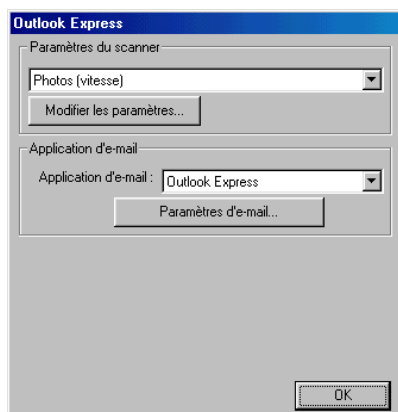 Outlook Express
Paramètres du scanner
Photos (vitesse)
Modifier les paramètres...
Application d'e-mail
Application d'e-mail : Outlook Express
Paramètres d'e-mail...
OK